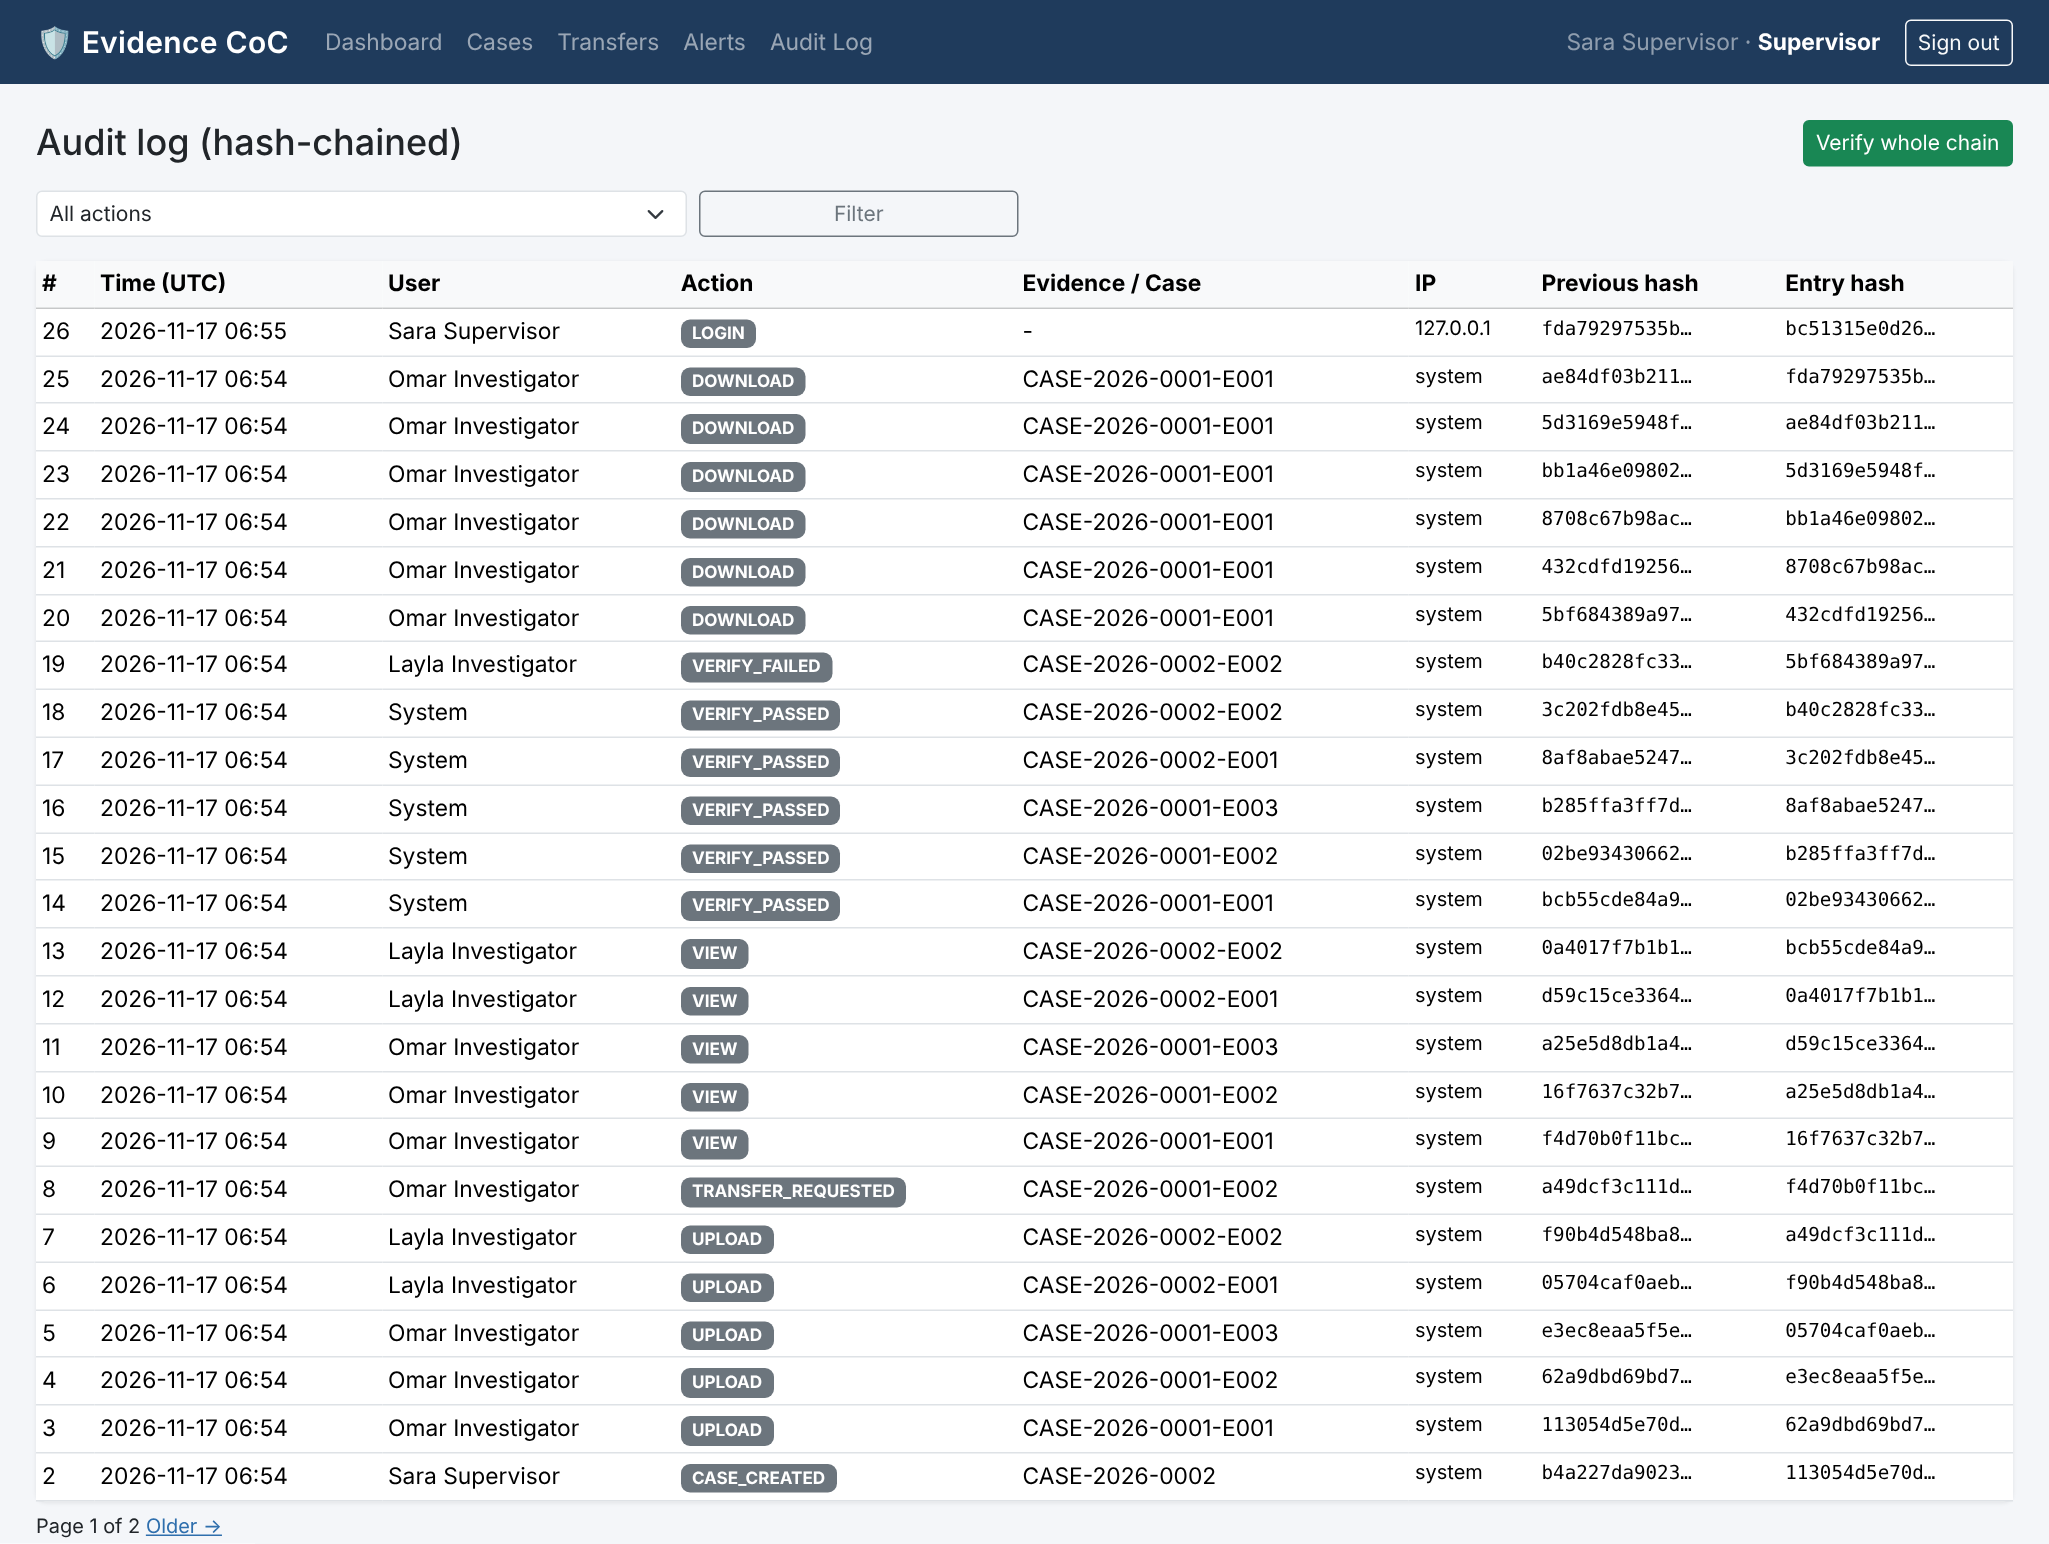 Evidence CoC Dashboard Cases Transfers Alerts Audit Log Sara Supervisor · Supervisor Sign out
Audit log (hash-chained) Verify whole chain
All actions Filter
# Time (UTC) User Action Evidence / Case IP Previous hash Entry hash
26 2026-11-17 06:55 Sara Supervisor LOGIN - 127.0.0.1 fda79297535b… bc51315e0d26…
25 2026-11-17 06:54 Omar Investigator DOWNLOAD CASE-2026-0001-E001 system ae84df03b211… fda79297535b…
24 2026-11-17 06:54 Omar Investigator DOWNLOAD CASE-2026-0001-E001 system 5d3169e5948f… ae84df03b211…
23 2026-11-17 06:54 Omar Investigator DOWNLOAD CASE-2026-0001-E001 system bb1a46e09802… 5d3169e5948f…
22 2026-11-17 06:54 Omar Investigator DOWNLOAD CASE-2026-0001-E001 system 8708c67b98ac… bb1a46e09802…
21 2026-11-17 06:54 Omar Investigator DOWNLOAD CASE-2026-0001-E001 system 432cdfd19256… 8708c67b98ac…
20 2026-11-17 06:54 Omar Investigator DOWNLOAD CASE-2026-0001-E001 system 5bf684389a97… 432cdfd19256…
19 2026-11-17 06:54 Layla Investigator VERIFY_FAILED CASE-2026-0002-E002 system b40c2828fc33… 5bf684389a97…
18 2026-11-17 06:54 System VERIFY_PASSED CASE-2026-0002-E002 system 3c202fdb8e45… b40c2828fc33…
17 2026-11-17 06:54 System VERIFY_PASSED CASE-2026-0002-E001 system 8af8abae5247… 3c202fdb8e45…
16 2026-11-17 06:54 System VERIFY_PASSED CASE-2026-0001-E003 system b285ffa3ff7d… 8af8abae5247…
15 2026-11-17 06:54 System VERIFY_PASSED CASE-2026-0001-E002 system 02be93430662… b285ffa3ff7d…
14 2026-11-17 06:54 System VERIFY_PASSED CASE-2026-0001-E001 system bcb55cde84a9… 02be93430662…
13 2026-11-17 06:54 Layla Investigator VIEW CASE-2026-0002-E002 system 0a4017f7b1b1… bcb55cde84a9…
12 2026-11-17 06:54 Layla Investigator VIEW CASE-2026-0002-E001 system d59c15ce3364… 0a4017f7b1b1…
11 2026-11-17 06:54 Omar Investigator VIEW CASE-2026-0001-E003 system a25e5d8db1a4… d59c15ce3364…
10 2026-11-17 06:54 Omar Investigator VIEW CASE-2026-0001-E002 system 16f7637c32b7… a25e5d8db1a4…
9 2026-11-17 06:54 Omar Investigator VIEW CASE-2026-0001-E001 system f4d70b0f11bc… 16f7637c32b7…
8 2026-11-17 06:54 Omar Investigator TRANSFER_REQUESTED CASE-2026-0001-E002 system a49dcf3c111d… f4d70b0f11bc…
7 2026-11-17 06:54 Layla Investigator UPLOAD CASE-2026-0002-E002 system f90b4d548ba8… a49dcf3c111d…
6 2026-11-17 06:54 Layla Investigator UPLOAD CASE-2026-0002-E001 system 05704caf0aeb… f90b4d548ba8…
5 2026-11-17 06:54 Omar Investigator UPLOAD CASE-2026-0001-E003 system e3ec8eaa5f5e… 05704caf0aeb…
4 2026-11-17 06:54 Omar Investigator UPLOAD CASE-2026-0001-E002 system 62a9dbd69bd7… e3ec8eaa5f5e…
3 2026-11-17 06:54 Omar Investigator UPLOAD CASE-2026-0001-E001 system 113054d5e70d… 62a9dbd69bd7…
2 2026-11-17 06:54 Sara Supervisor CASE_CREATED CASE-2026-0002 system b4a227da9023… 113054d5e70d…
Page 1 of 2 Older →